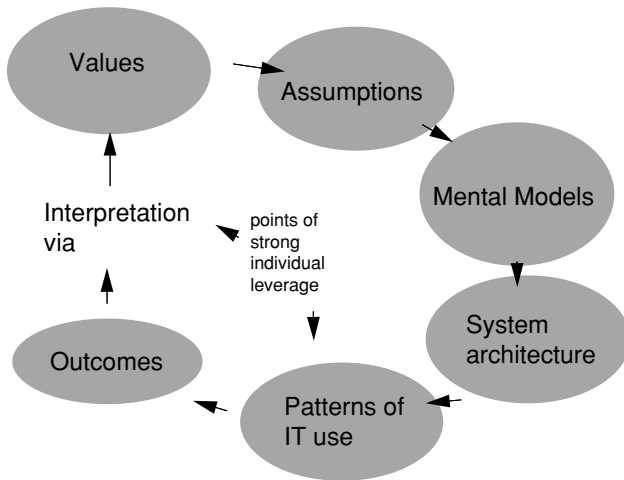 Values
Assumptions
Mental Models
System
architecture
Patterns of
IT use
Outcomes
Interpretation
via
points of
strong
individual
leverage